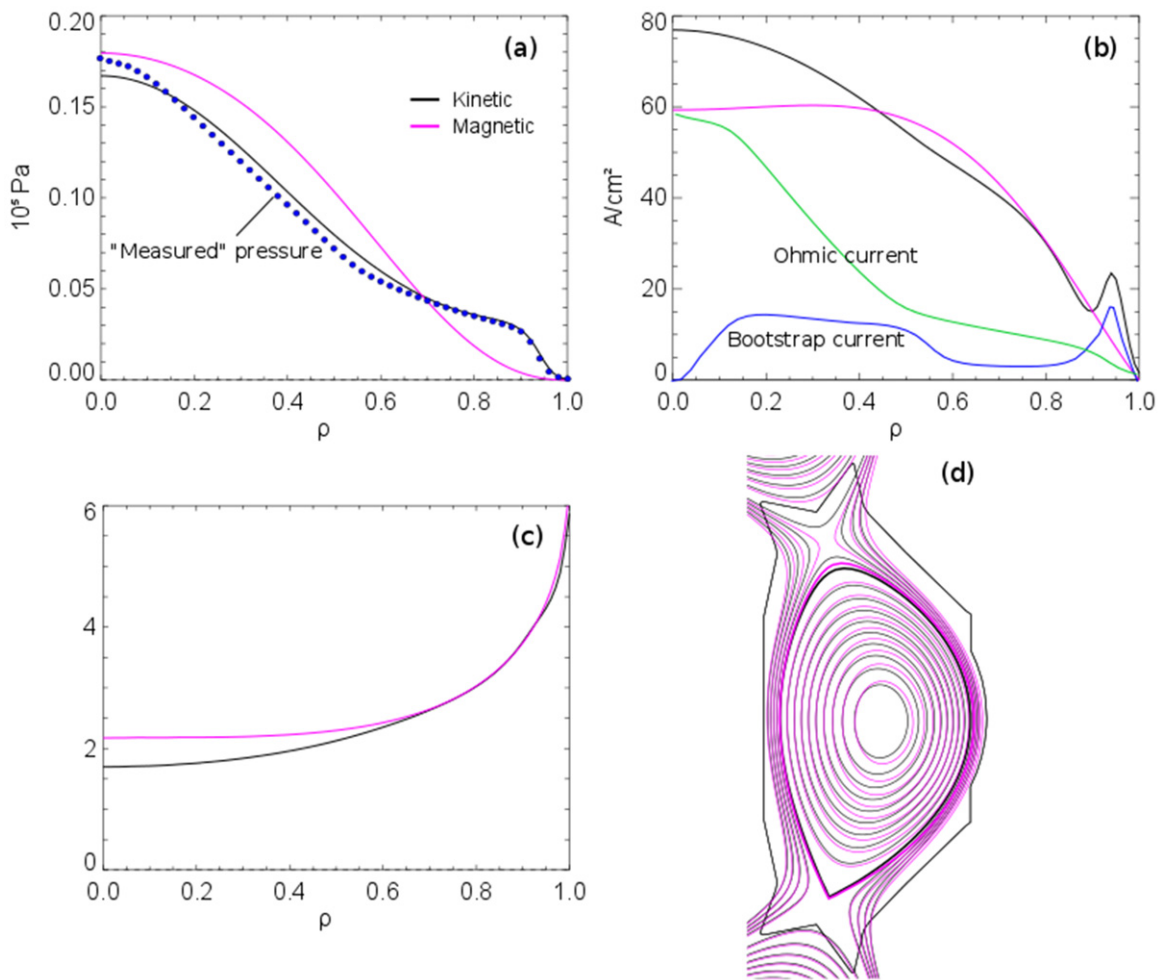 (a)
0.20
0.15
0.10
0.05
0.00
10⁵ Pa
Kinetic
Magnetic
"Measured" pressure
0.0 0.2 0.4 0.6 0.8 1.0
ρ
(b)
80
60
40
20
0
A/cm²
Ohmic current
Bootstrap current
0.0 0.2 0.4 0.6 0.8 1.0
ρ
(c)
6
4
2
0
0.0 0.2 0.4 0.6 0.8 1.0
ρ
(d)